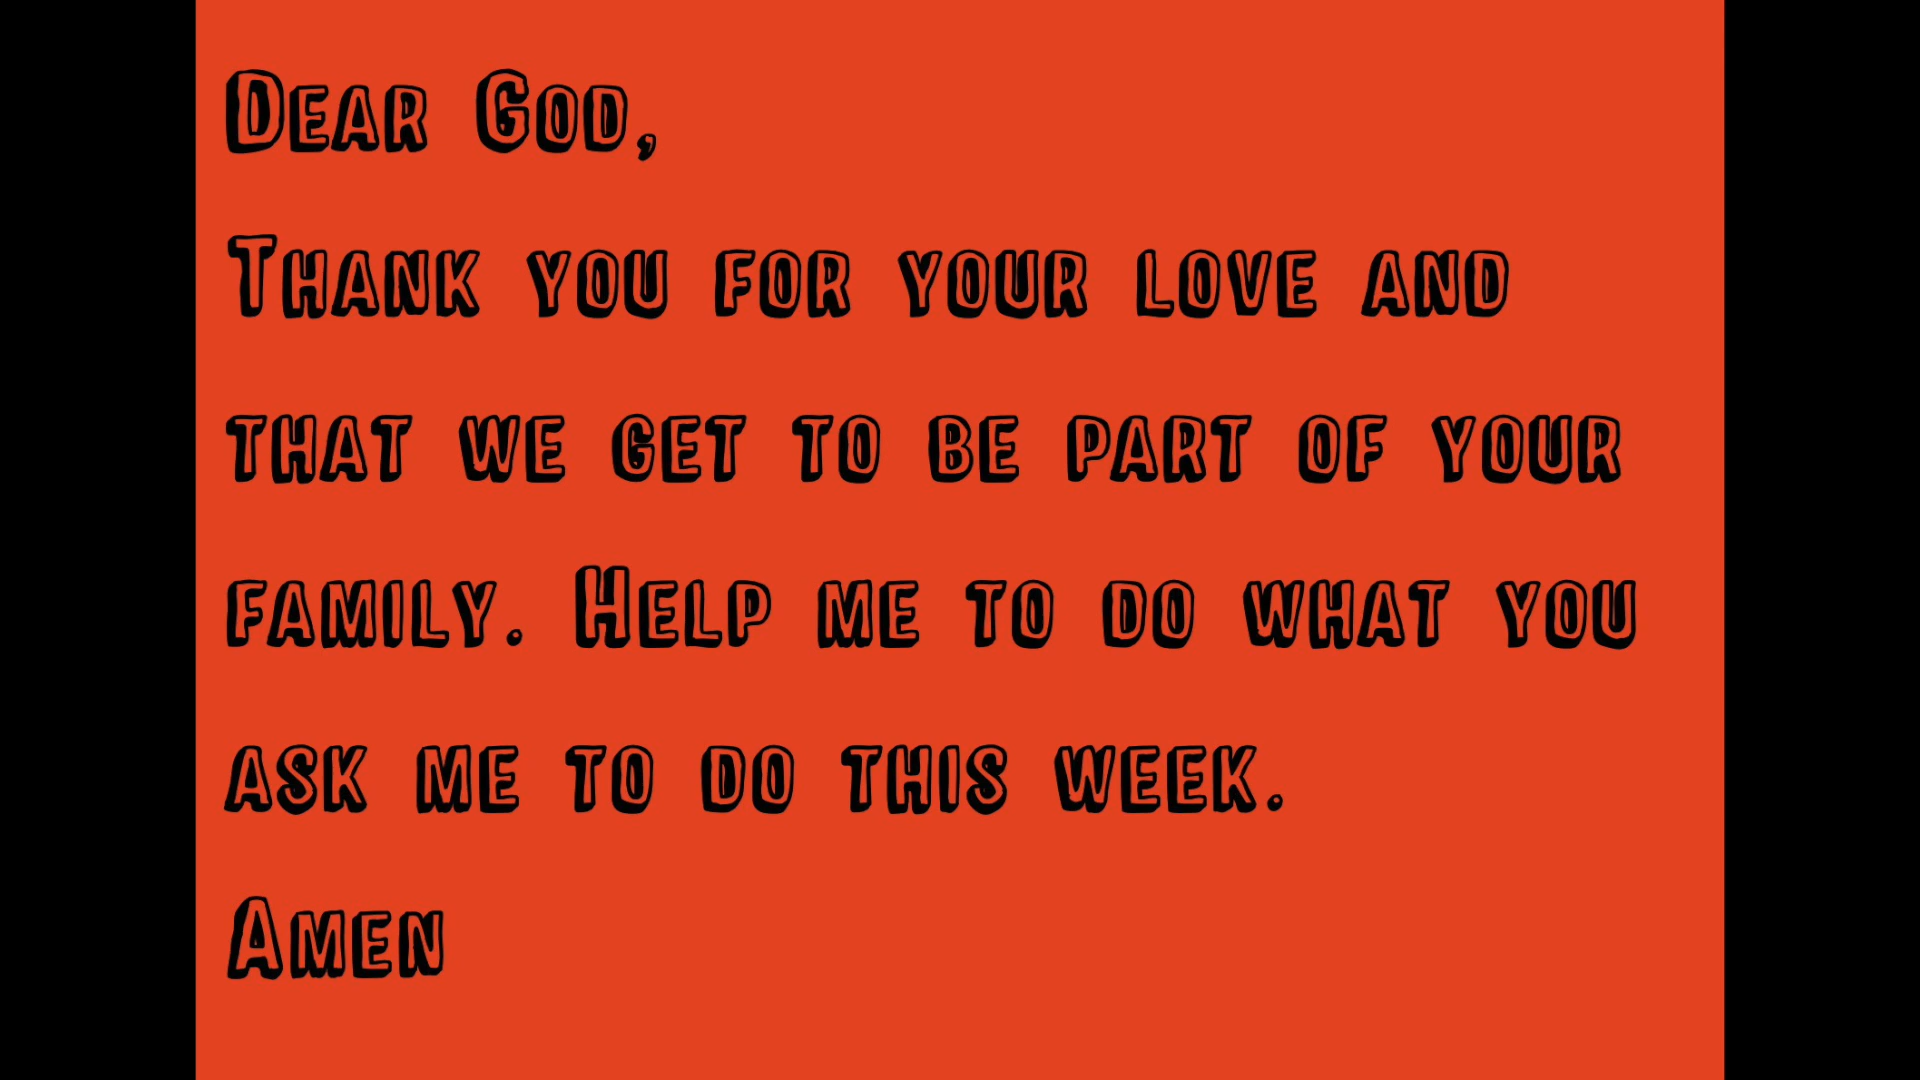 Dear God,
Thank you for your love and
that we get to be part of your
family. Help me to do what you
ask me to do this week.
Amen